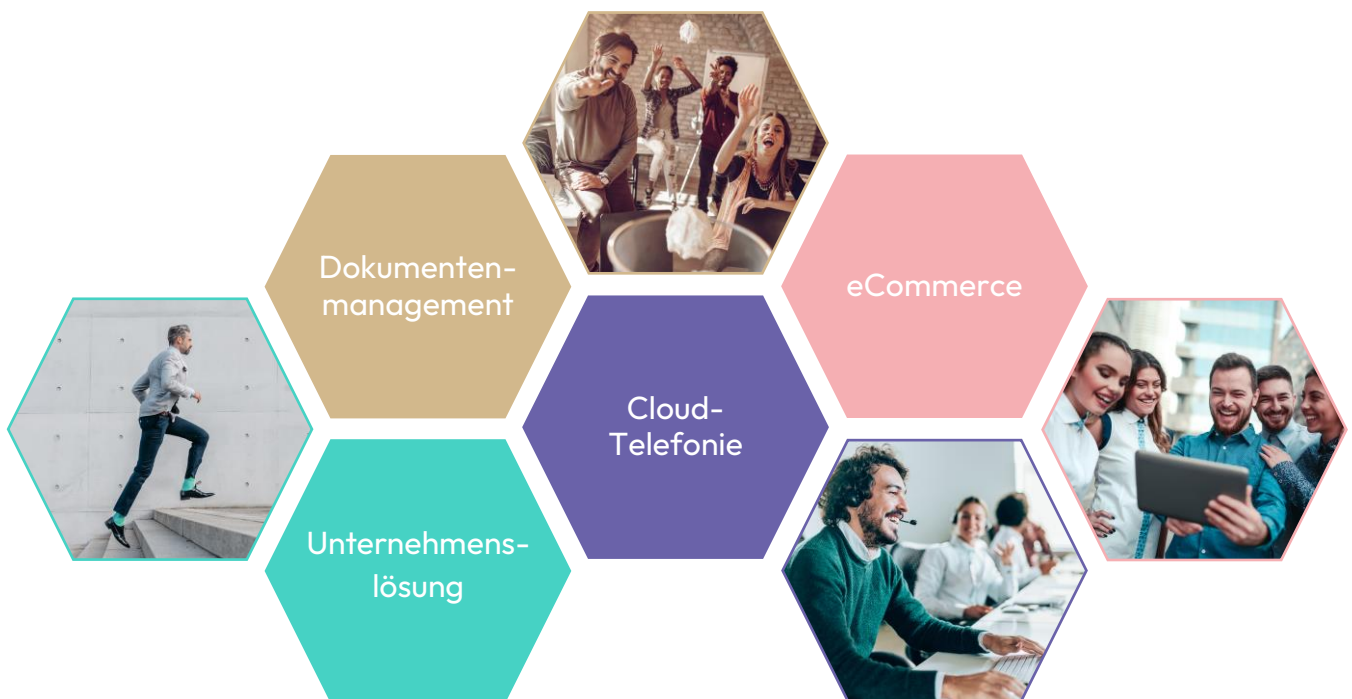 Dokumenten-
management
eCommerce
Cloud-
Telefonie
Unternehmens-
lösung